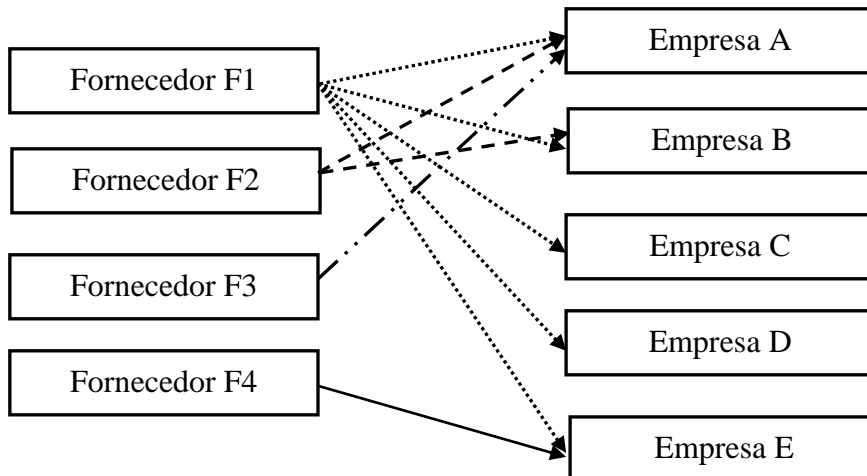 Fornecedor F1
Fornecedor F2
Fornecedor F3
Fornecedor F4
Empresa A
Empresa B
Empresa C
Empresa D
Empresa E